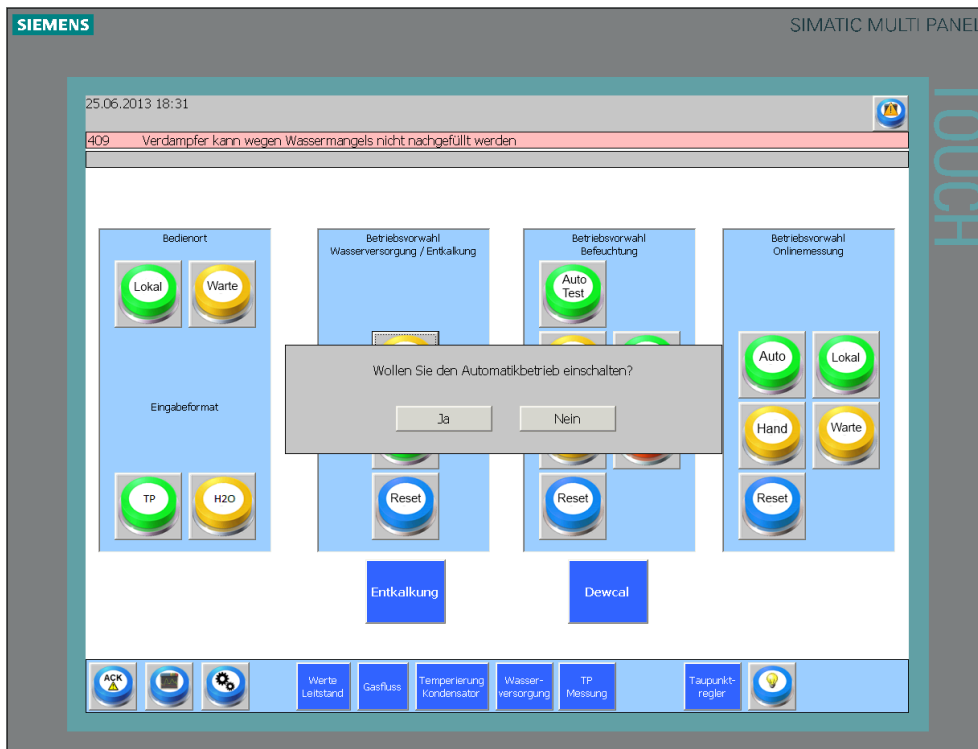 SIEMENS
SIMATIC MULTI PANEL
TOUCH
25.06.2013 18:31
409 Verdampfer kann wegen Wassermangels nicht nachgefüllt werden
Bedienort
Lokal
Warte
Eingabeformat
TP
H2O
Betriebsvorwahl
Wasserversorgung / Entkalkung
Reset
Betriebsvorwahl
Befeuchtung
Auto
Test
Reset
Betriebsvorwahl
Onlinemessung
Auto
Lokal
Hand
Warte
Reset
Wollen Sie den Automatikbetrieb einschalten?
Ja
Nein
Entkalkung
Dewcal
ACK
Werte
Leitstand
Gasfluss
Temperierung
Kondensator
Wasser-
versorgung
TP
Messung
Taupunkt-
regler